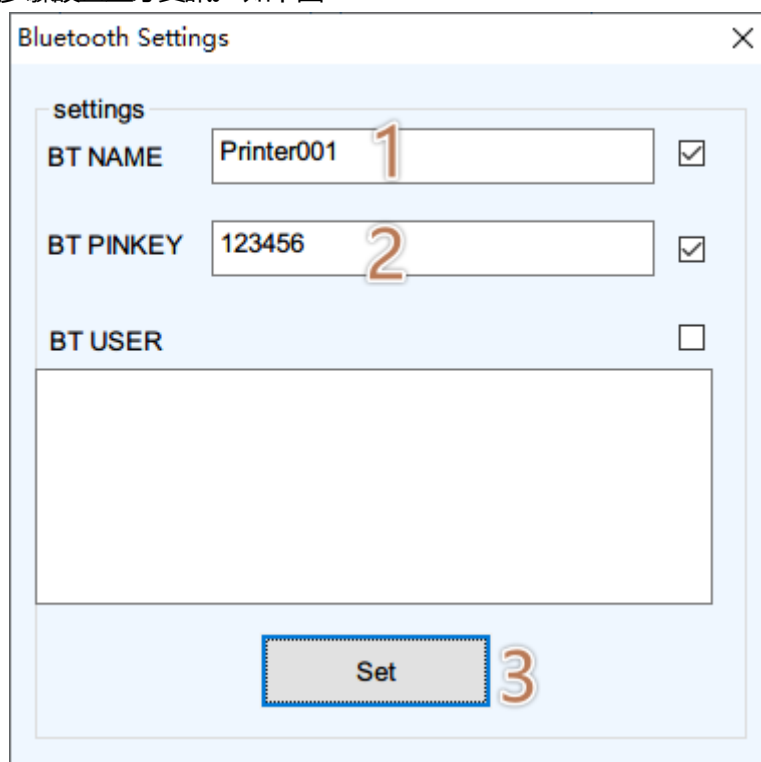 Bluetooth Settings
settings
BT NAME Printer001 1
BT PINKEY 123456 2
BT USER
Set 3